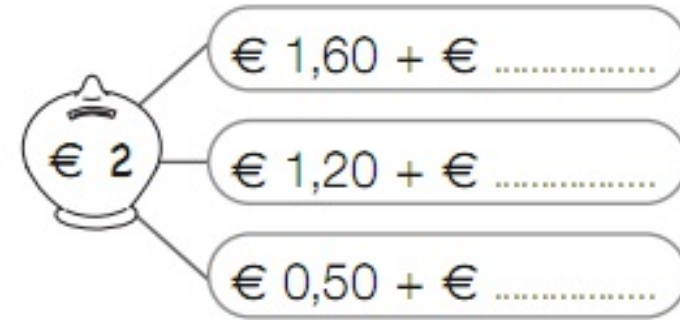 € 1,60 + € ..................
€ 2
€ 1,20 + € ..................
€ 0,50 + € ..................